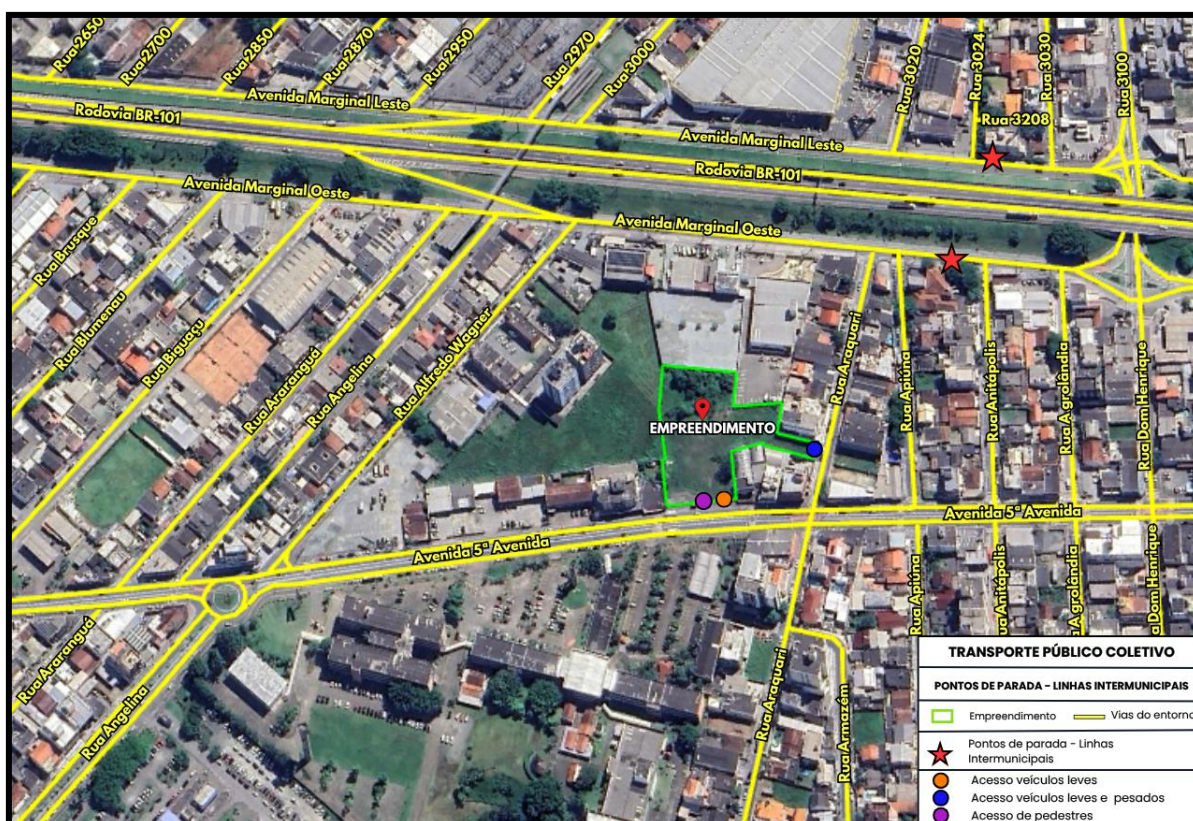 Rua 2650
Rua 2700
Rua 2850
Rua 2870
Rua 2950
Rua 2970
Rua 3000
Rua 3020
Rua 3024
Rua 3030
Rua 3100
Avenida Marginal Leste
Rodovia BR-101
Rua 3208
Avenida Marginal Leste
Rodovia BR-101
Avenida Marginal Oeste
Avenida Marginal Oeste
Rua Brusque
Rua Blumenau
Rua Biguaçu
Rua Araranguá
Rua Angelina
Rua Alfredo Wagner
Rua Araquari
Rua Apiúna
Rua Anitápolis
Rua Agrolândia
Rua Dom Henrique
EMPREENDIMENTO
Avenida 5ª Avenida
Avenida 5ª Avenida
Rua Apiúna
Rua Anitápolis
a Agrolândia
a Dom Henrique
Rua Araranguá
Rua Angelina
Rua Araquari
Rua Armazém
TRANSPORTE PÚBLICO COLETIVO
PONTOS DE PARADA - LINHAS INTERMUNICIPAIS
Empreendimento
Vias do entorno
Pontos de parada - Linhas
Intermunicipais
Acesso veículos leves
Acesso veículos leves e pesados
Acesso de pedestres